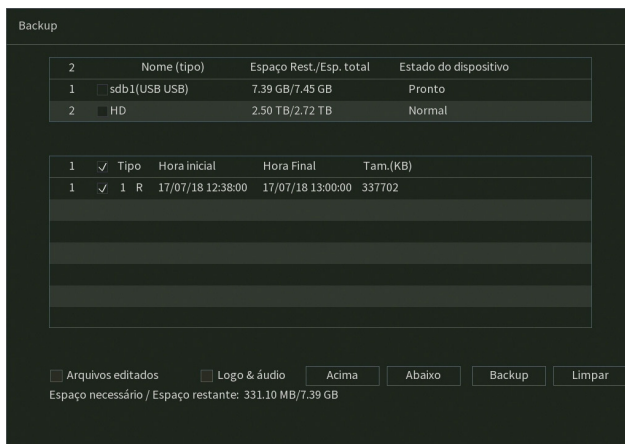 Backup
2 Nome (tipo) Espaço Rest./Esp. total Estado do dispositivo
1 sdb1(USB USB) 7.39 GB/7.45 GB Pronto
2 HD 2.50 TB/2.72 TB Normal
1 Tipo Hora inicial Hora Final Tam.(KB)
1 1 R 17/07/18 12:38:00 17/07/18 13:00:00 337702
Arquivos editados Logo & áudio Acima Abaixo Backup Limpar
Espaço necessário / Espaço restante: 331.10 MB/7.39 GB